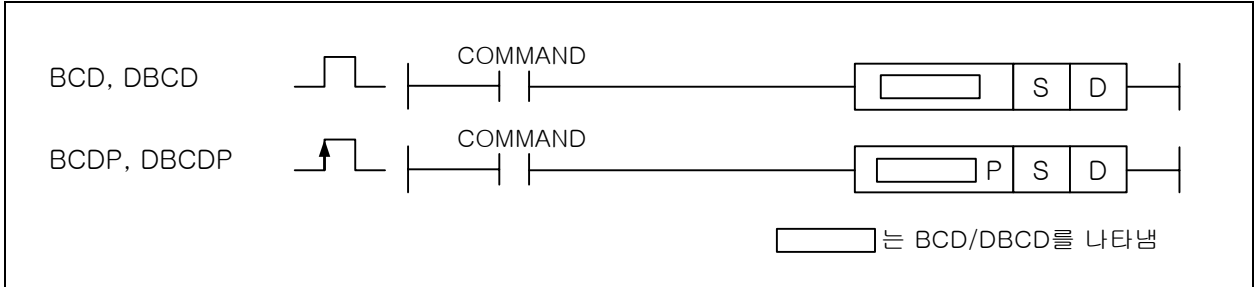 COMMAND
BCD, DBCD
S D
COMMAND
BCDP, DBCDP
P S D
는 BCD/DBCD를 나타냄